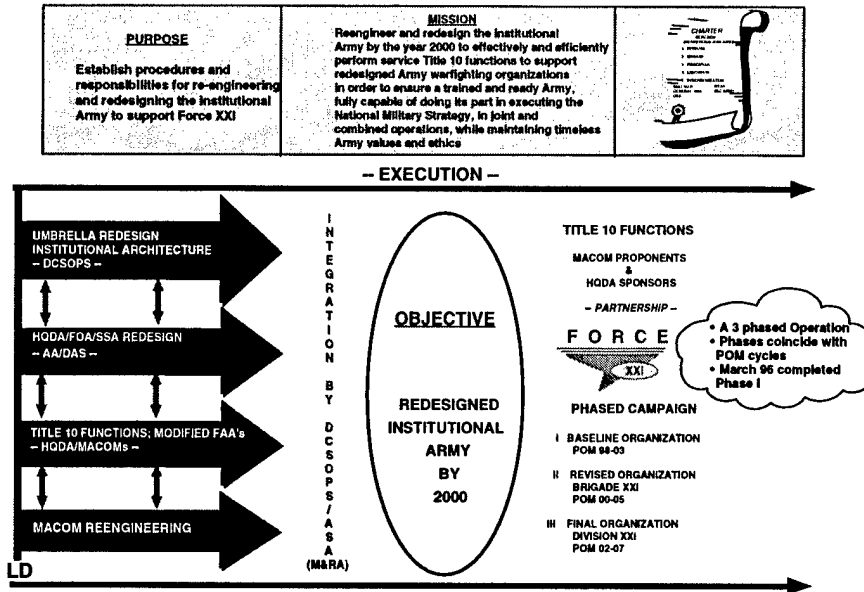 PURPOSE
Establish procedures and
responsibilities for re-engineering
and redesigning the institutional
Army to support Force XXI
MISSION
Reengineer and redesign the institutional
Army by the year 2000 to effectively and efficiently
perform service Title 10 functions to support
redesigned Army warfighting organizations
in order to ensure a trained and ready Army,
fully capable of doing its part in executing the
National Military Strategy, in joint and
combined operations, while maintaining timeless
Army values and ethics
CHARTER
-- EXECUTION --
UMBRELLA REDESIGN
INSTITUTIONAL ARCHITECTURE
-- DCSOPS --
HQDA/FOA/SSA REDESIGN
-- AA/DAS --
TITLE 10 FUNCTIONS; MODIFIED FAA's
-- HQDA/MACOMs --
MACOM REENGINEERING
LD
INTEGRATION BY DCSOPS/ASA
(M&RA)
OBJECTIVE
REDESIGNED
INSTITUTIONAL
ARMY
BY
2000
TITLE 10 FUNCTIONS
MACOM PROPONENTS
&
HQDA SPONSORS
-- PARTNERSHIP --
FORCE
XXI
PHASED CAMPAIGN
I BASELINE ORGANIZATION
POM 98-03
II REVISED ORGANIZATION
BRIGADE XXI
POM 00-05
III FINAL ORGANIZATION
DIVISION XXI
POM 02-07
• A 3 phased Operation
• Phases coincide with
POM cycles
• March 96 completed
Phase I